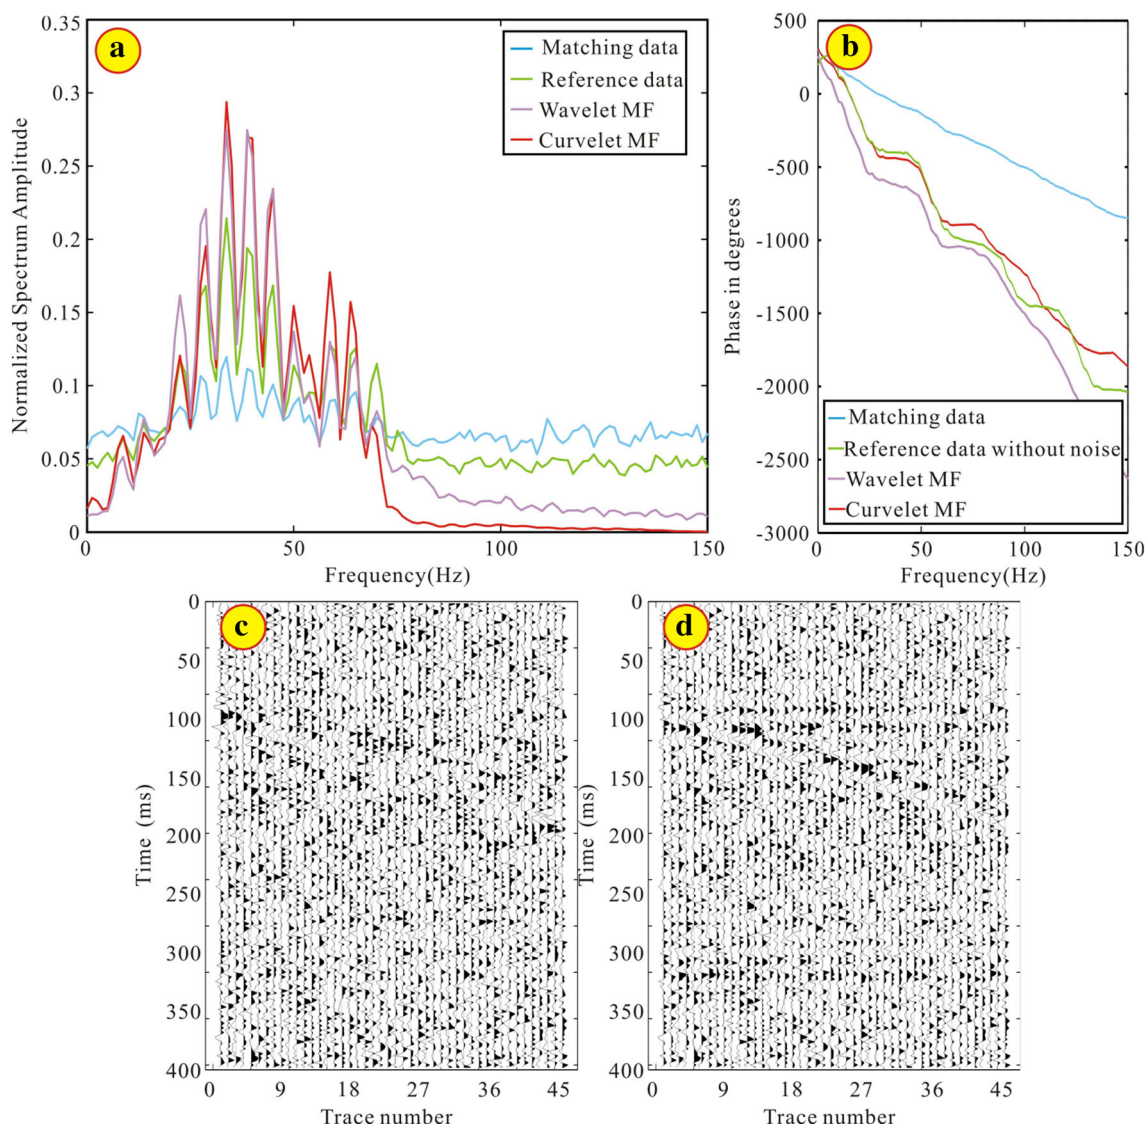 a
Matching data
Reference data
Wavelet MF
Curvelet MF
0.35
0.3
0.25
0.2
0.15
0.1
0.05
0
Normalized Spectrum Amplitude
0 50 100 150
Frequency(Hz)
b
500
0
-500
-1000
-1500
-2000
-2500
-3000
Phase in degrees
Matching data
Reference data without noise
Wavelet MF
Curvelet MF
0 50 100 150
Frequency(Hz)
c
0
50
100
150
200
250
300
350
400
Time (ms)
0 9 18 27 36 45
Trace number
d
0
50
100
150
200
250
300
350
400
Time (ms)
0 9 18 27 36 45
Trace number